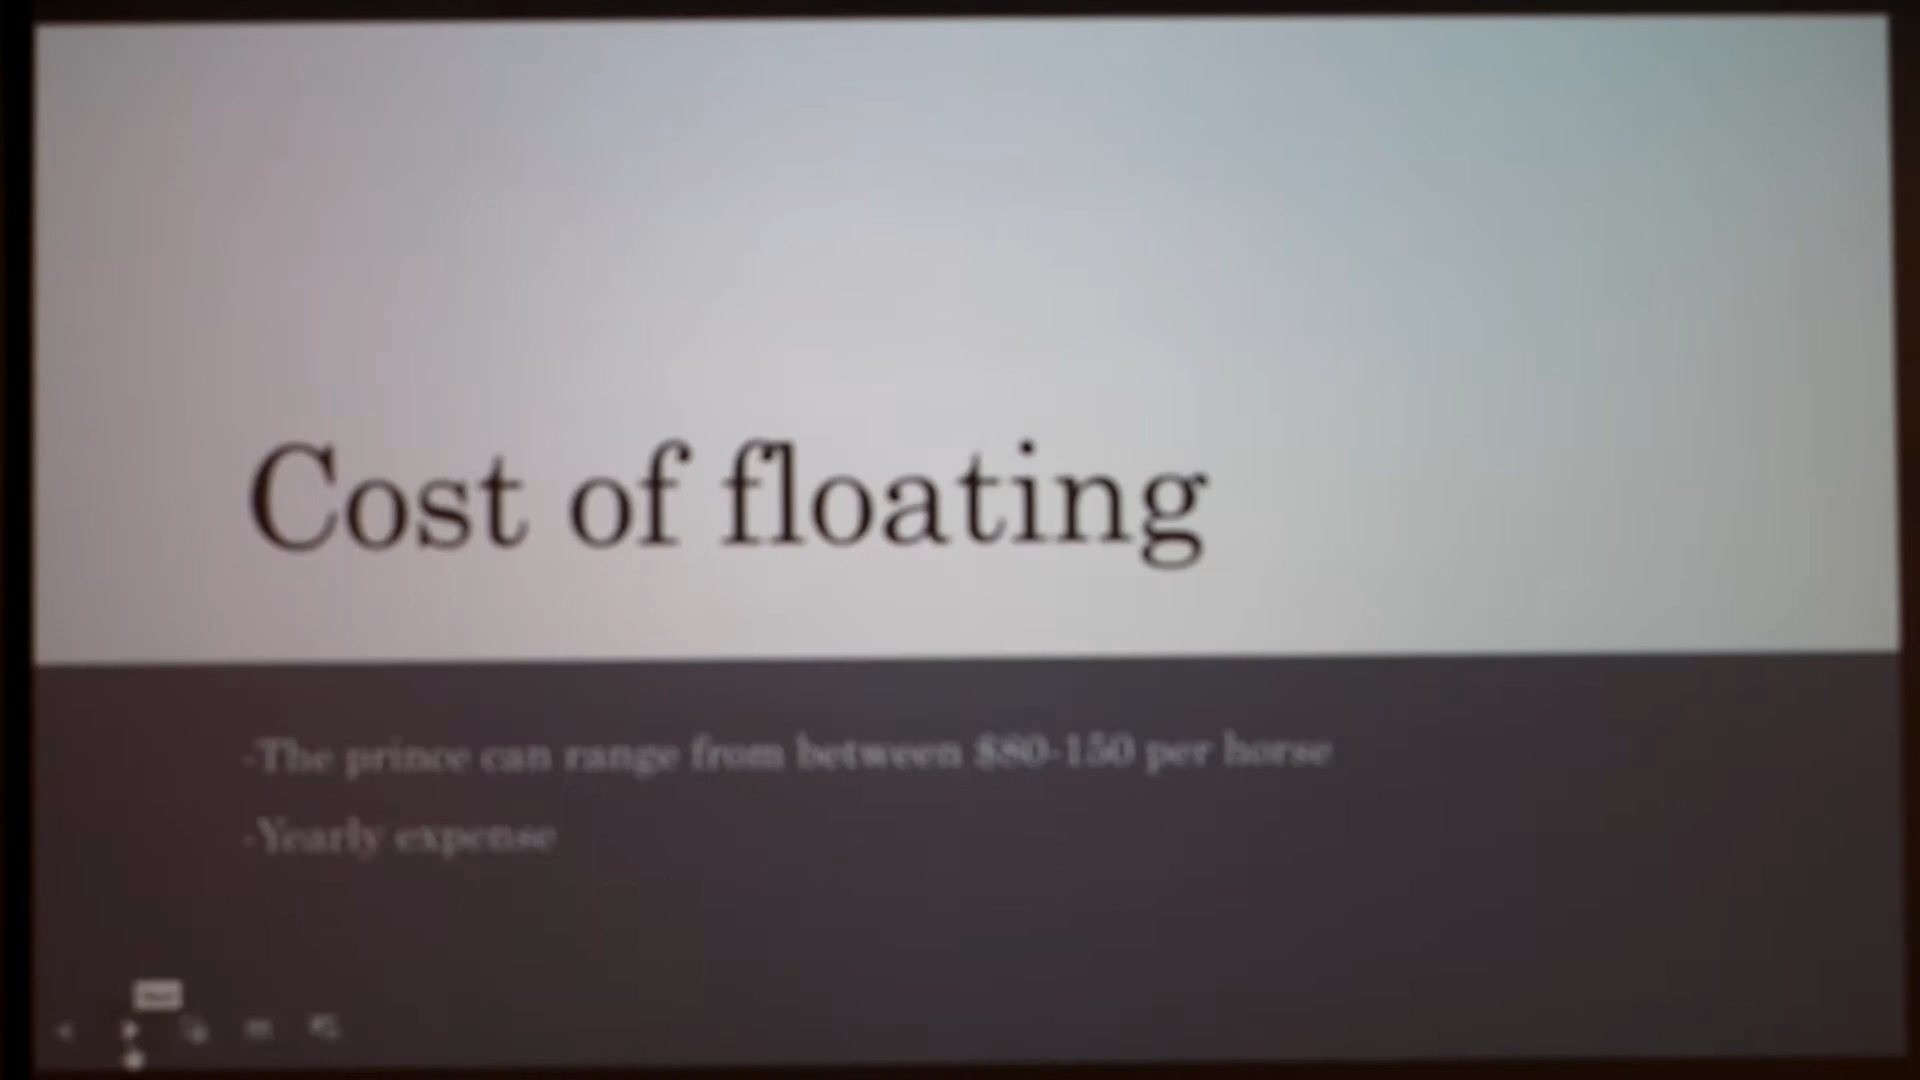 Cost of floating
-The prince can range from between $80-150 per horse
-Yearly expense